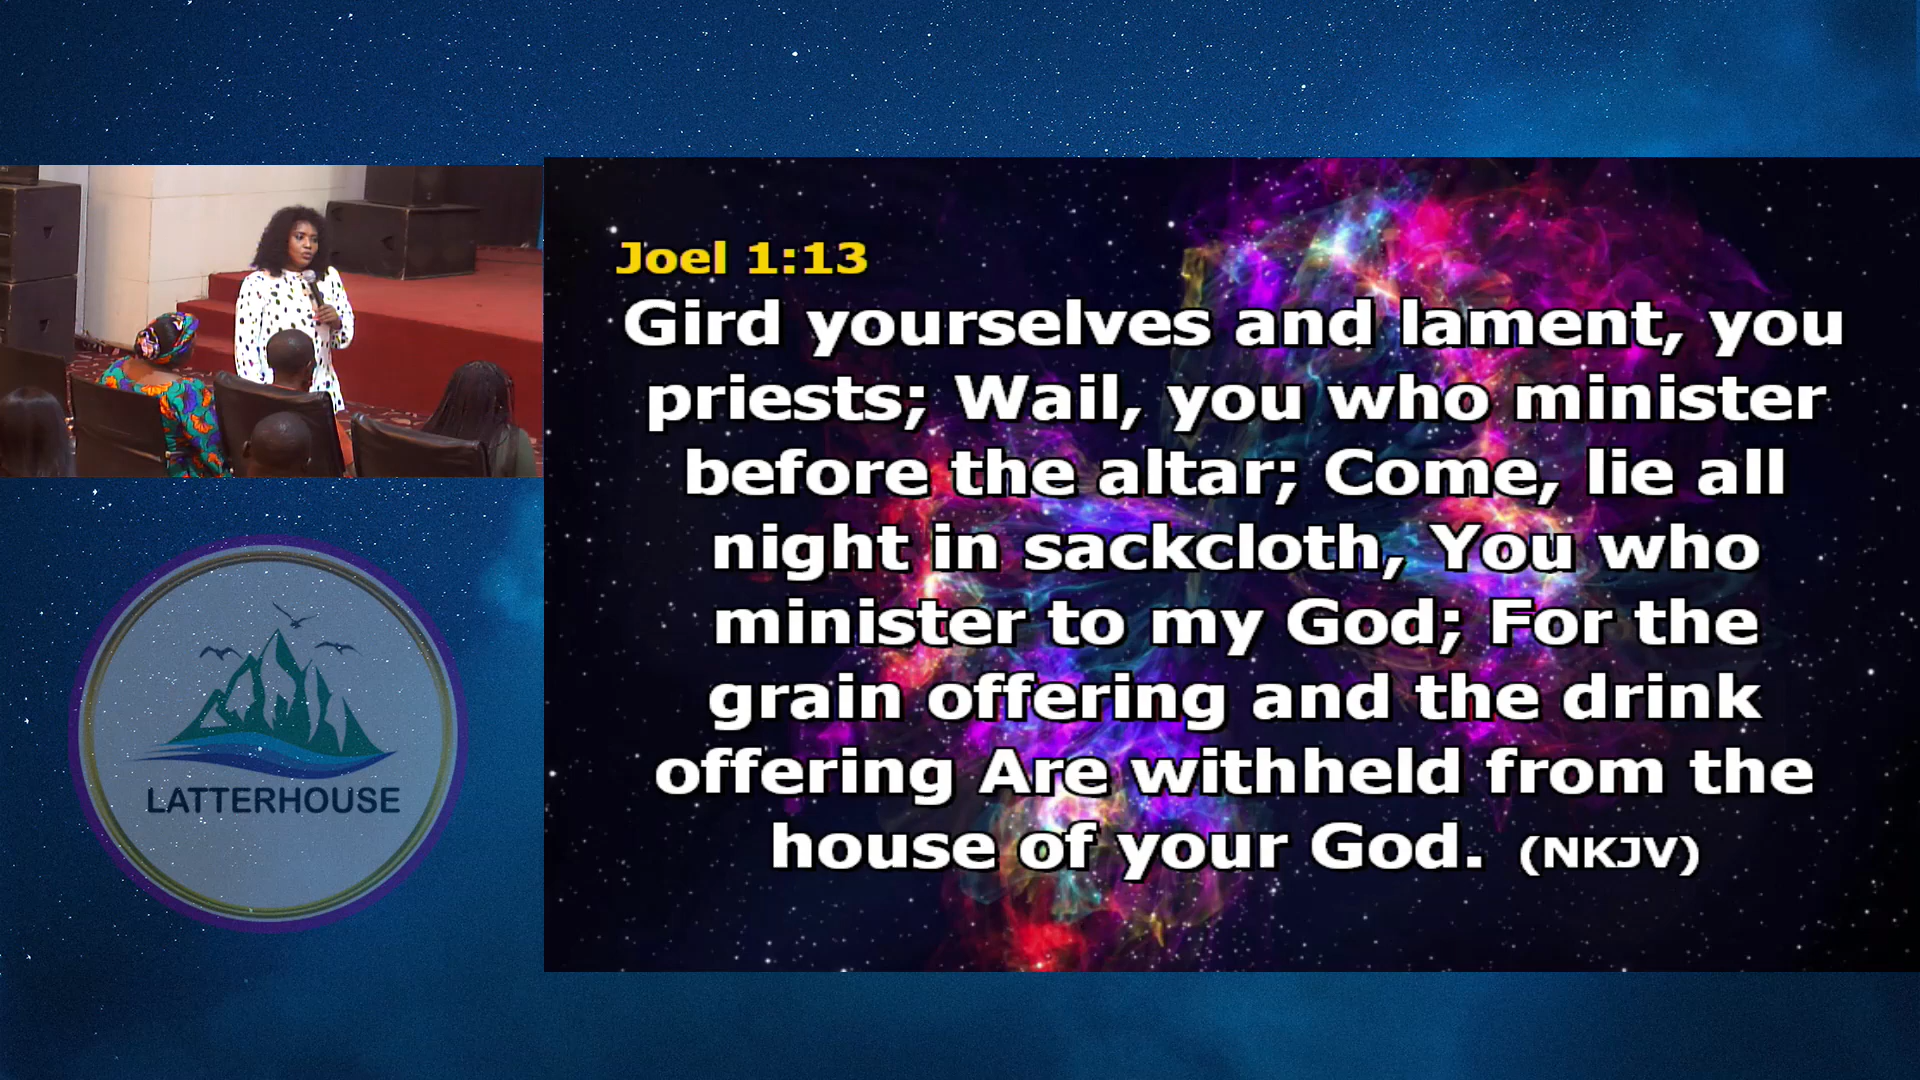 Joel 1:13
Gird yourselves and lament, you
priests; Wail, you who minister
before the altar; Come, lie all
night in sackcloth, You who
minister to my God; For the
grain offering and the drink
offering Are withheld from the
house of your God. (NKJV)
LATTERHOUSE